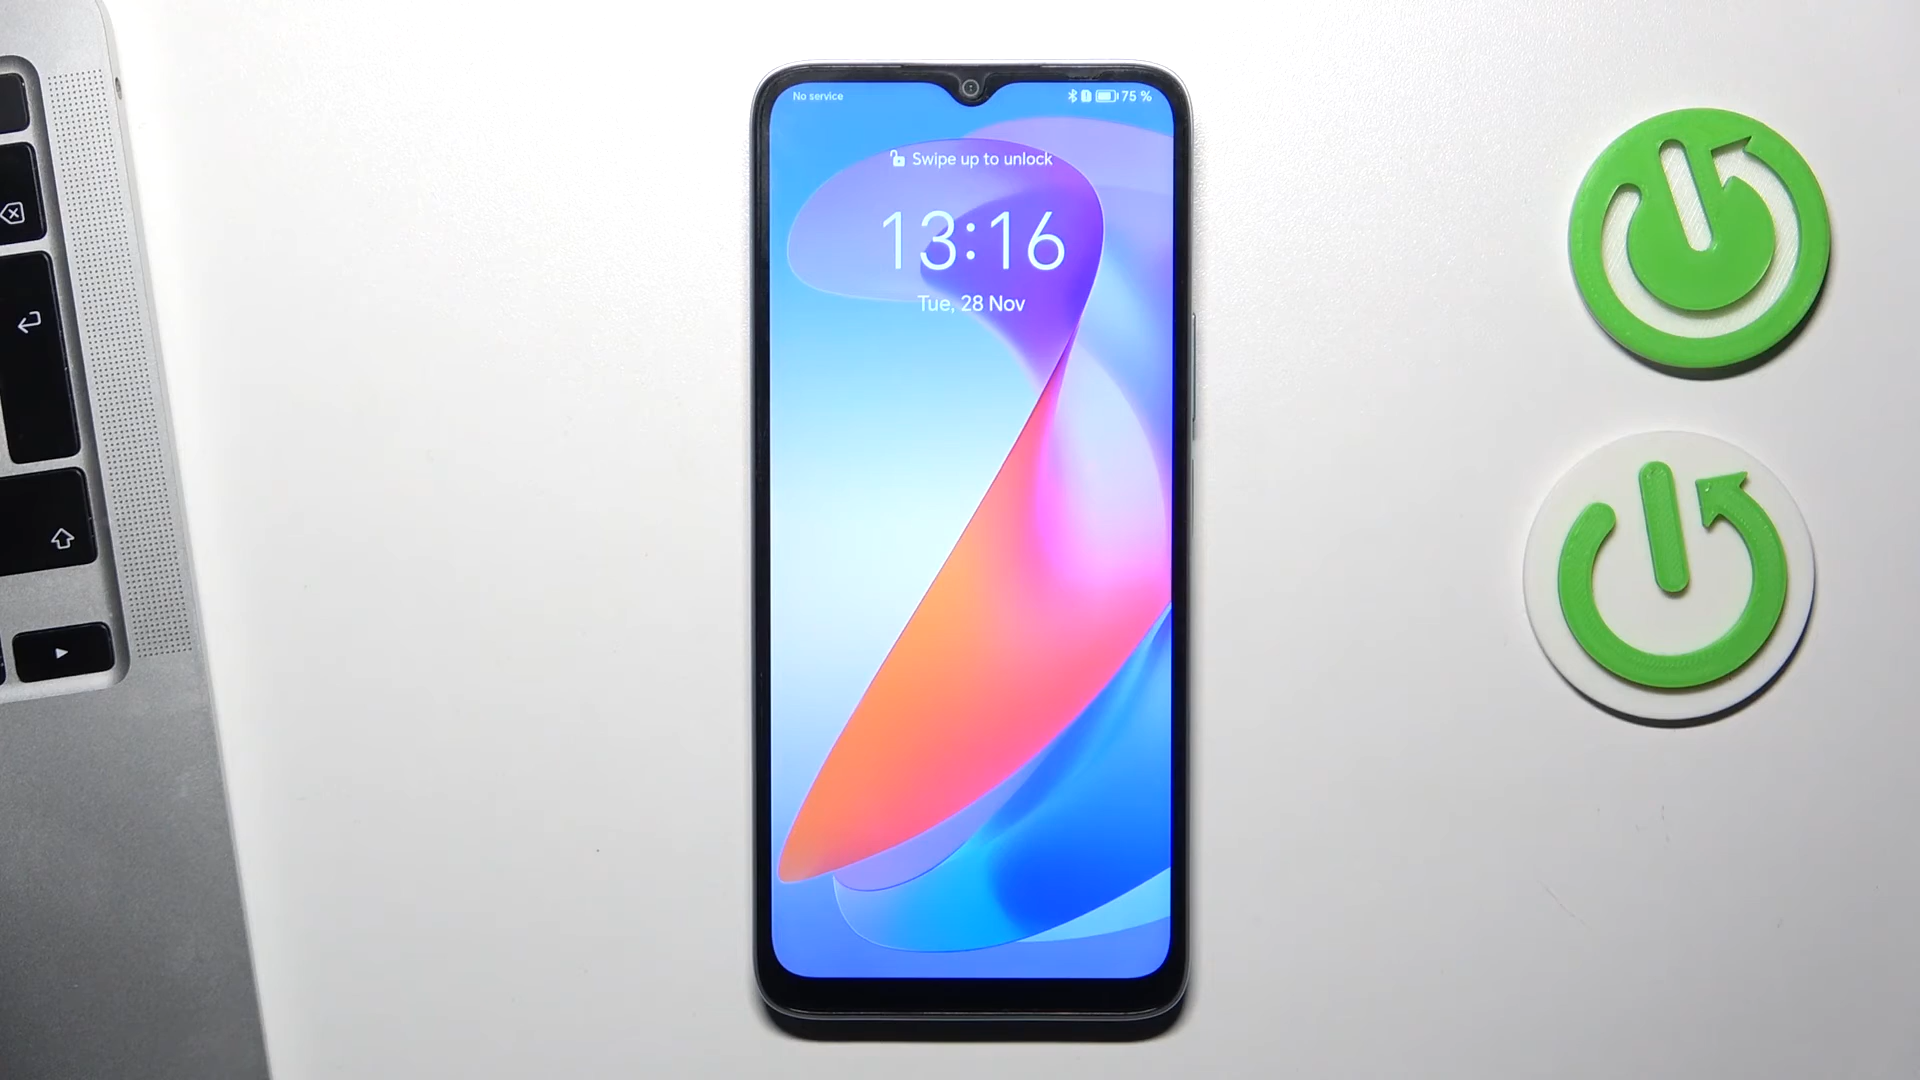 No service
75 %
Swipe up to unlock
13:16
Tue, 28 Nov